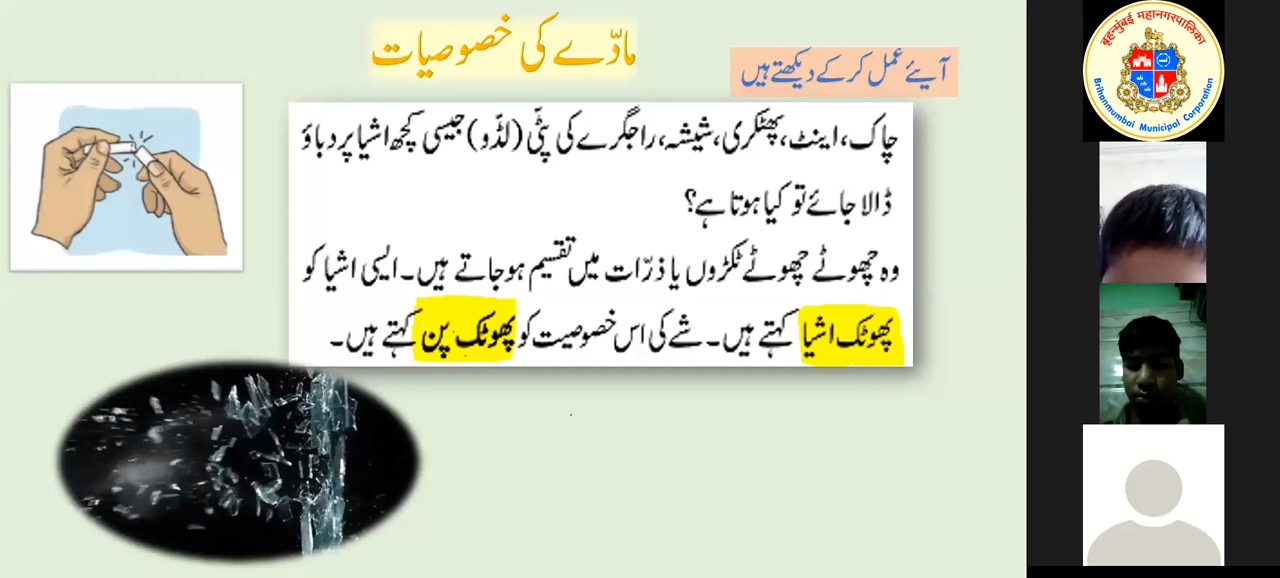 مادّے کی خصوصیات
آیئے عمل کر کے دیکھتے ہیں
چاک، اینٹ، پھٹکری، شیشہ، راجگرے کی پٹّی (لڈّو) جیسی کچھ اشیا پر دباؤ
ڈالا جائے تو کیا ہوتا ہے؟
وہ چھوٹے چھوٹے ٹکڑوں یا ذرّات میں تقسیم ہو جاتے ہیں۔ ایسی اشیا کو
پھوٹک اشیا کہتے ہیں۔ شے کی اس خصوصیت کو پھوٹک پن کہتے ہیں۔
बृहन्मुंबई महानगरपालिका
Brihanmumbai Municipal Corporation